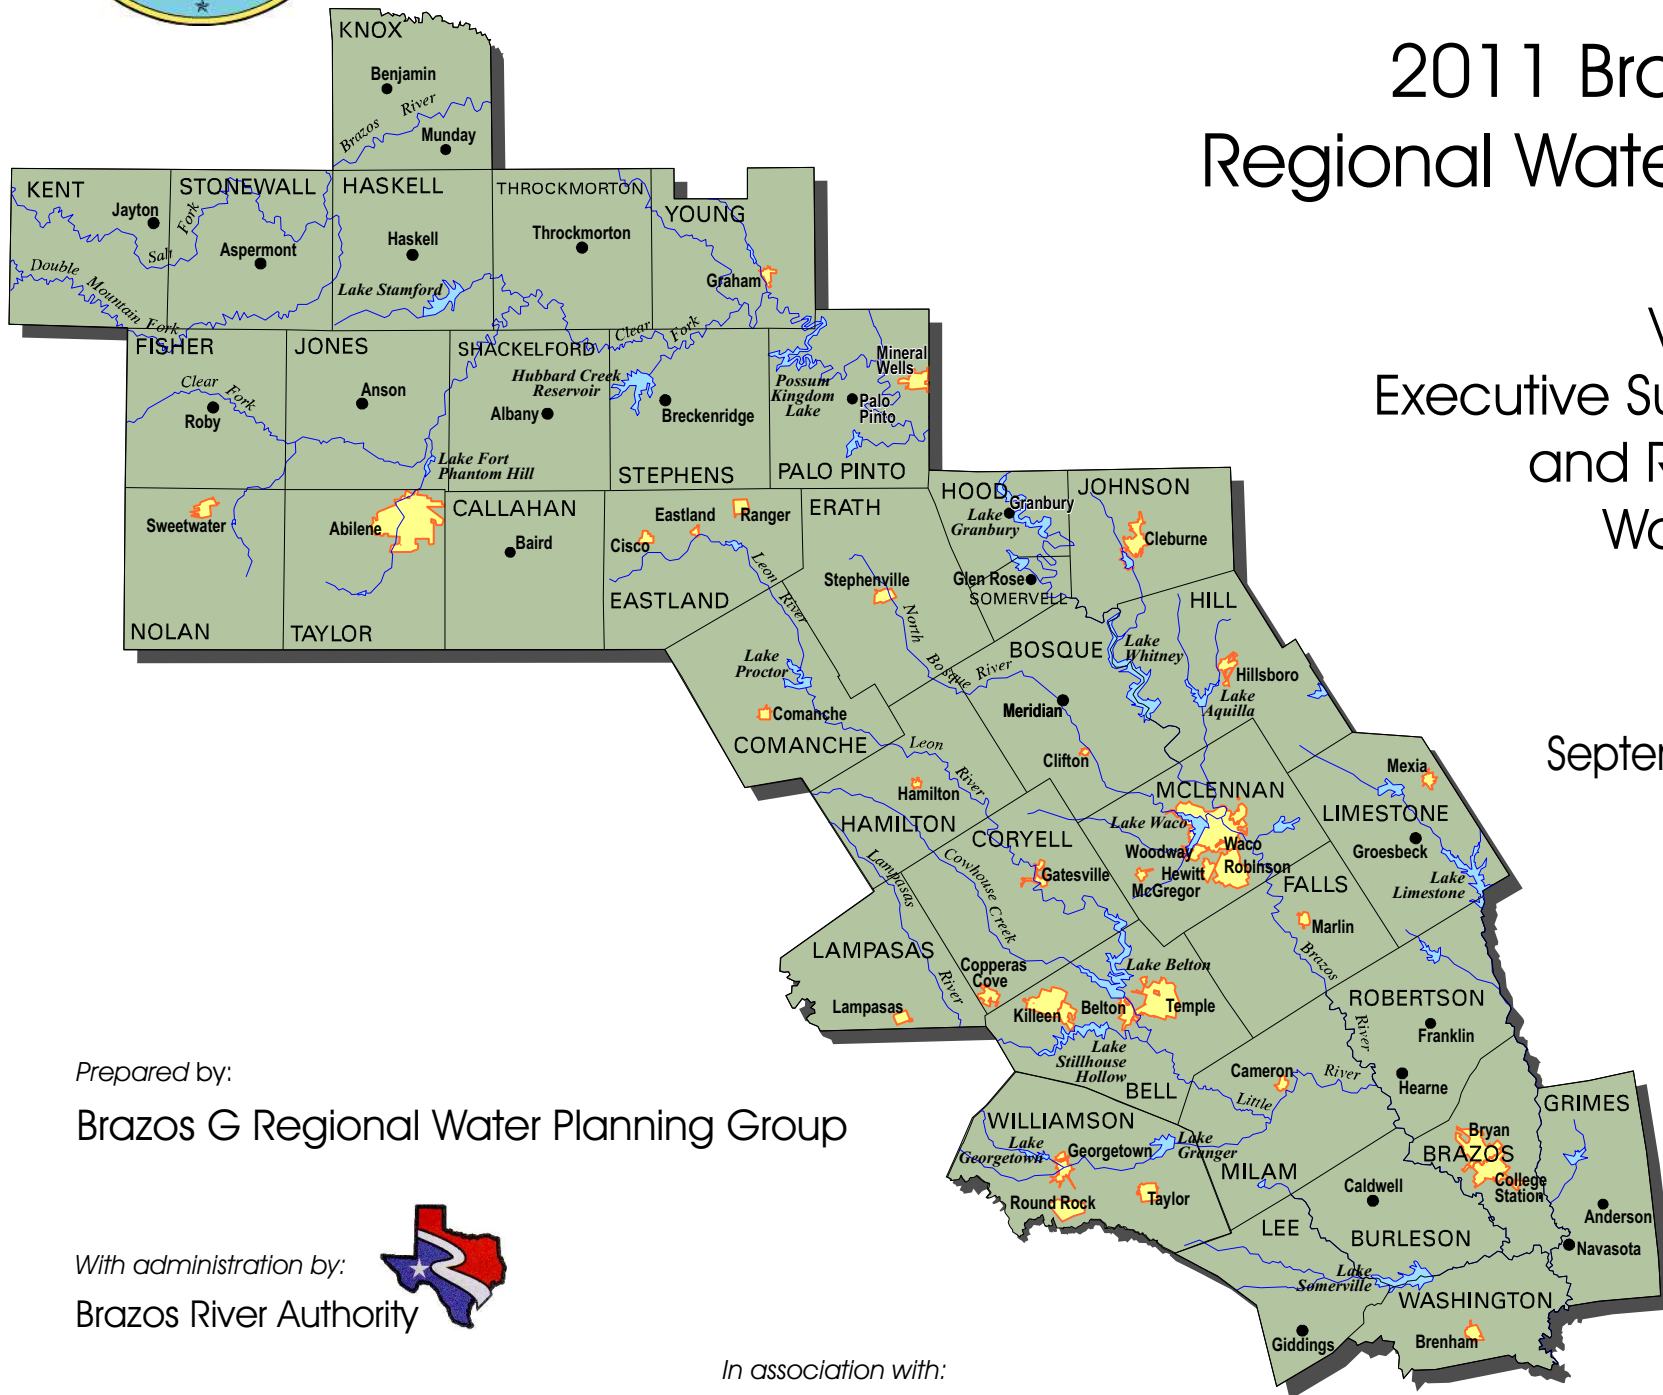 2011 Bra
Regional Wate
Executive Su
and R
Wa
Septem
KNOX
Benjamin
Brazos River
Munday
KENT
STONEWALL
HASKELL
THROCKMORTON
YOUNG
Jayton
Salt Fork
Aspermont
Haskell
Throckmorton
Graham
Double Mountain Fork
Lake Stamford
Clear Fork
FISHER
JONES
SHACKELFORD
Mineral
Wells
Clear Fork
Anson
Hubbard Creek
Reservoir
Possum
Kingdom
Lake
Palo
Pinto
Roby
Albany
Breckenridge
Lake Fort
Phantom Hill
STEPHENS
PALO PINTO
Sweetwater
Abilene
CALLAHAN
Baird
Eastland
Ranger
Cisco
ERATH
HOOD
Granbury
Lake
Granbury
JOHNSON
Cleburne
Leon River
Stephenville
Glen Rose
SOMERVELL
EASTLAND
NOLAN
TAYLOR
North Bosque River
HILL
BOSQUE
Lake
Whitney
Lake
Proctor
Hillsboro
Lake
Aquilla
Comanche
Meridian
COMANCHE
Leon River
Clifton
Mexia
Hamilton
MCLENNAN
LIMESTONE
HAMILTON
CORYELL
Lake Waco
Waco
Woodway
Robinson
Hewitt
McGregor
Groesbeck
Lake
Limestone
Lampasas River
Cowhouse Creek
Gatesville
FALLS
Marlin
LAMPASAS
Copperas
Cove
Lake Belton
Brazos River
Lampasas
Killeen
Belton
Temple
ROBERTSON
Franklin
Lake
Stillhouse
Hollow
BELL
Cameron
Little River
Hearne
GRIMES
WILLIAMSON
Lake
Georgetown
Georgetown
Lake
Granger
MILAM
Bryan
BRAZOS
College
Station
Round Rock
Taylor
Caldwell
Anderson
LEE
BURLESON
Navasota
Lake
Somerville
WASHINGTON
Giddings
Brenham
Prepared by:
Brazos G Regional Water Planning Group
With administration by:
Brazos River Authority
In association with: